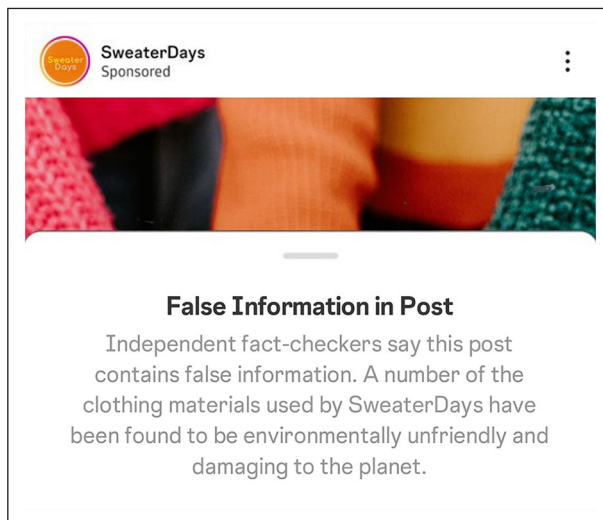 Sweater
Days
SweaterDays
Sponsored
False Information in Post
Independent fact-checkers say this post
contains false information. A number of the
clothing materials used by SweaterDays have
been found to be environmentally unfriendly and
damaging to the planet.